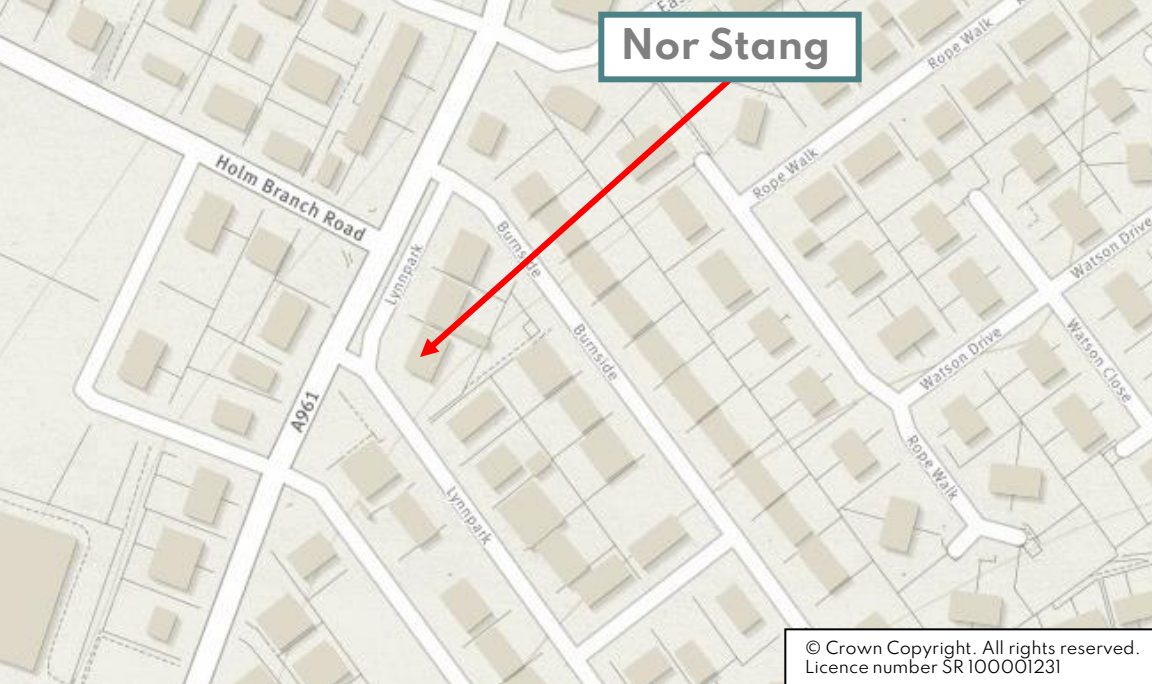 Nor Stang
Rope Walk
Holm Branch Road
Rope Walk
Lynnpark
Burnside
Watson Drive
Burnside
Watson Drive
Watson Close
A961
Rope Walk
Lynnpark
© Crown Copyright. All rights reserved.
Licence number SR 100001231